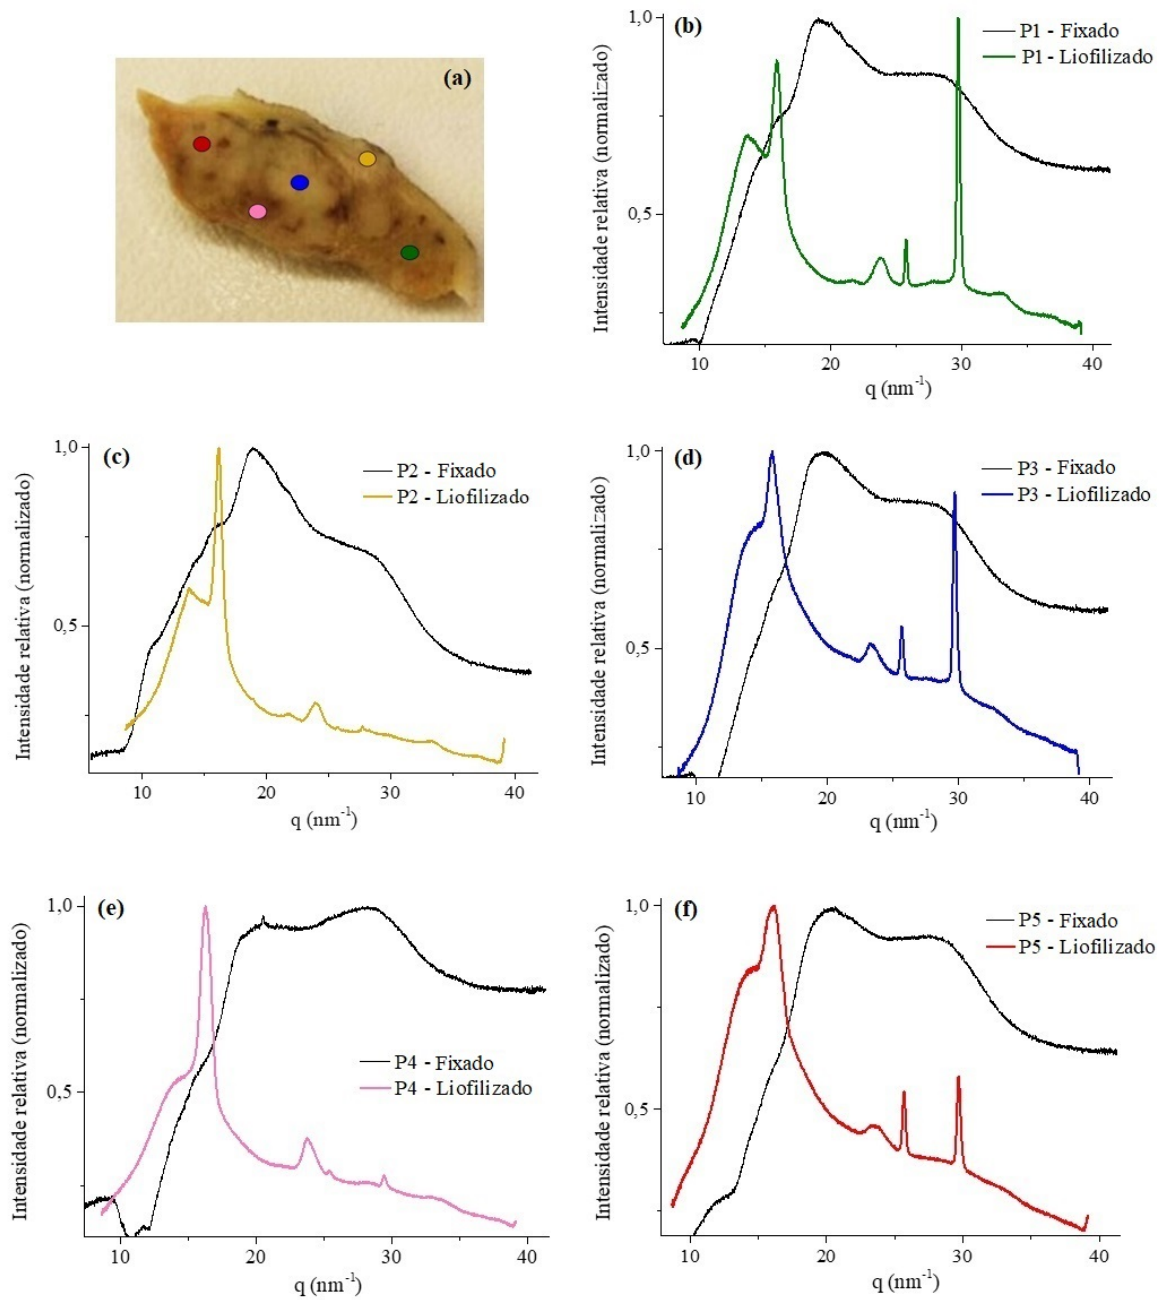 (a)
(b)
P1 - Fixado
P1 - Liofilizado
Intensidade relativa (normalizado)
1,0
0,5
10 20 30 40
q (nm⁻¹)
(c)
P2 - Fixado
P2 - Liofilizado
Intensidade relativa (normalizado)
1,0
0,5
10 20 30 40
q (nm⁻¹)
(d)
P3 - Fixado
P3 - Liofilizado
Intensidade relativa (normalizado)
1,0
0,5
10 20 30 40
q (nm⁻¹)
(e)
P4 - Fixado
P4 - Liofilizado
Intensidade relativa (normalizado)
1,0
0,5
10 20 30 40
q (nm⁻¹)
(f)
P5 - Fixado
P5 - Liofilizado
Intensidade relativa (normalizado)
1,0
0,5
10 20 30 40
q (nm⁻¹)